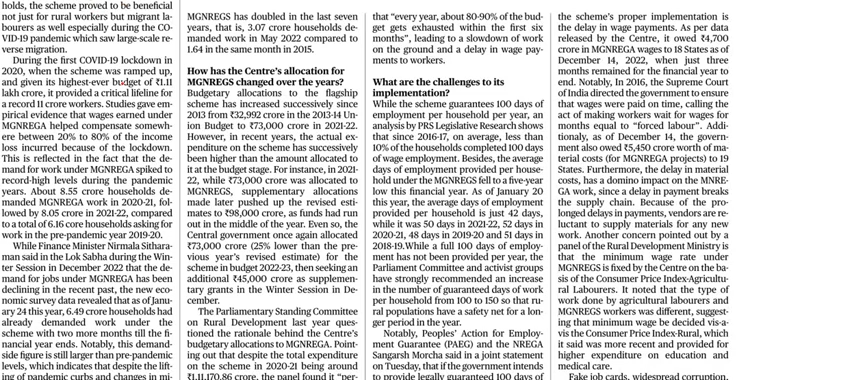 holds, the scheme proved to be beneficial
not just for rural workers but migrant la-
bourers as well especially during the CO-
VID-19 pandemic which saw large-scale re-
verse migration.
During the first COVID-19 lockdown in
2020, when the scheme was ramped up,
and given its highest-ever budget of ₹1.11
lakh crore, it provided a critical lifeline for
a record 11 crore workers. Studies gave em-
pirical evidence that wages earned under
MGNREGA helped compensate somewh-
ere between 20% to 80% of the income
loss incurred because of the lockdown.
This is reflected in the fact that the de-
mand for work under MGNREGA spiked to
record-high levels during the pandemic
years. About 8.55 crore households de-
manded MGNREGA work in 2020-21, fol-
lowed by 8.05 crore in 2021-22, compared
to a total of 6.16 crore households asking for
work in the pre-pandemic year 2019-20.
While Finance Minister Nirmala Sithara-
man said in the Lok Sabha during the Win-
ter Session in December 2022 that the de-
mand for jobs under MGNREGA has been
declining in the recent past, the new eco-
nomic survey data revealed that as of Janu-
ary 24 this year, 6.49 crore households had
already demanded work under the
scheme with two more months till the fi-
nancial year ends. Notably, this demand-
side figure is still larger than pre-pandemic
levels, which indicates that despite the lift-
ing of pandemic curbs and changes in mi-
MGNREGS has doubled in the last seven
years, that is, 3.07 crore households de-
manded work in May 2022 compared to
1.64 in the same month in 2015.
How has the Centre's allocation for
MGNREGS changed over the years?
Budgetary allocations to the flagship
scheme has increased successively since
2013 from ₹32,992 crore in the 2013-14 Un-
ion Budget to ₹73,000 crore in 2021-22.
However, in recent years, the actual ex-
penditure on the scheme has successively
been higher than the amount allocated to
it at the budget stage. For instance, in 2021-
22, while ₹73,000 crore was allocated to
MGNREGS, supplementary allocations
made later pushed up the revised esti-
mates to ₹98,000 crore, as funds had run
out in the middle of the year. Even so, the
Central government once again allocated
₹73,000 crore (25% lower than the pre-
vious year's revised estimate) for the
scheme in budget 2022-23, then seeking an
additional ₹45,000 crore as supplemen-
tary grants in the Winter Session in De-
cember.
The Parliamentary Standing Committee
on Rural Development last year ques-
tioned the rationale behind the Centre's
budgetary allocations to MGNREGA. Point-
ing out that despite the total expenditure
on the scheme in 2020-21 being around
₹1,11,170.86 crore, the panel found it “per-
that “every year, about 80-90% of the bud-
get gets exhausted within the first six
months”, leading to a slowdown of work
on the ground and a delay in wage pay-
ments to workers.
What are the challenges to its
implementation?
While the scheme guarantees 100 days of
employment per household per year, an
analysis by PRS Legislative Research shows
that since 2016-17, on average, less than
10% of the households completed 100 days
of wage employment. Besides, the average
days of employment provided per house-
hold under the MGNREGS fell to a five-year
low this financial year. As of January 20
this year, the average days of employment
provided per household is just 42 days,
while it was 50 days in 2021-22, 52 days in
2020-21, 48 days in 2019-20 and 51 days in
2018-19.While a full 100 days of employ-
ment has not been provided per year, the
Parliament Committee and activist groups
have strongly recommended an increase
in the number of guaranteed days of work
per household from 100 to 150 so that ru-
ral populations have a safety net for a lon-
ger period in the year.
Notably, Peoples' Action for Employ-
ment Guarantee (PAEG) and the NREGA
Sangarsh Morcha said in a joint statement
on Tuesday, that if the government intends
to provide legally guaranteed 100 days of
the scheme's proper implementation is
the delay in wage payments. As per data
released by the Centre, it owed ₹4,700
crore in MGNREGA wages to 18 States as of
December 14, 2022, when just three
months remained for the financial year to
end. Notably, in 2016, the Supreme Court
of India directed the government to ensure
that wages were paid on time, calling the
act of making workers wait for wages for
months equal to “forced labour”. Addi-
tionaly, as of December 14, the govern-
ment also owed ₹5,450 crore worth of ma-
terial costs (for MGNREGA projects) to 19
States. Furthermore, the delay in material
costs, has a domino impact on the MNRE-
GA work, since a delay in payment breaks
the supply chain. Because of the pro-
longed delays in payments, vendors are re-
luctant to supply materials for any new
work. Another concern pointed out by a
panel of the Rural Development Ministry is
that the minimum wage rate under
MGNREGS is fixed by the Centre on the ba-
sis of the Consumer Price Index-Agricultu-
ral Labourers. It noted that the type of
work done by agricultural labourers and
MGNREGS workers was different, suggest-
ing that minimum wage be decided vis-a-
vis the Consumer Price Index-Rural, which
it said was more recent and provided for
higher expenditure on education and
medical care.
Fake job cards, widespread corruption,